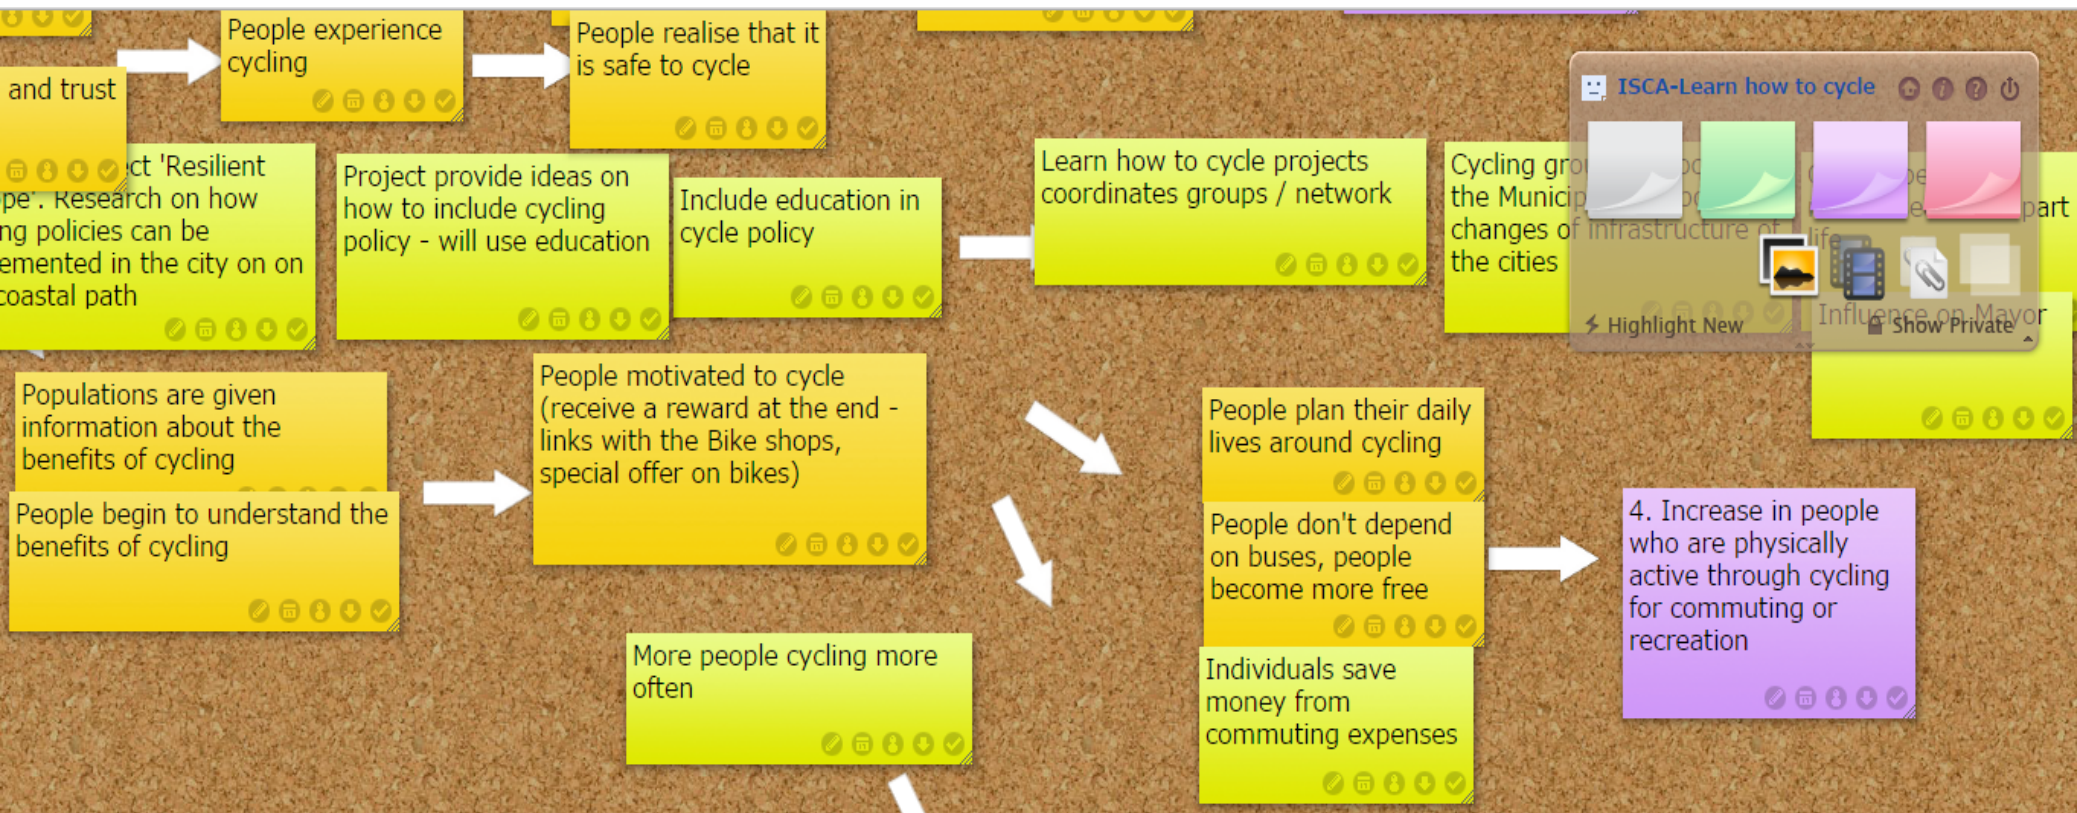 People experience
cycling
People realise that it
is safe to cycle
and trust
ISCA-Learn how to cycle
'Resilient
Research on how
policies can be
in the city on on
coastal path
Project provide ideas on
how to include cycling
policy - will use education
Include education in
cycle policy
Learn how to cycle projects
coordinates groups / network
Cycling
the
changes of infrastructure of
the cities
part
life
Influence on Mayor
Highlight New
Show Private
Populations are given
information about the
benefits of cycling
People begin to understand the
benefits of cycling
People motivated to cycle
(receive a reward at the end -
links with the Bike shops,
special offer on bikes)
People plan their daily
lives around cycling
People don't depend
on buses, people
become more free
Individuals save
money from
commuting expenses
4. Increase in people
who are physically
active through cycling
for commuting or
recreation
More people cycling more
often